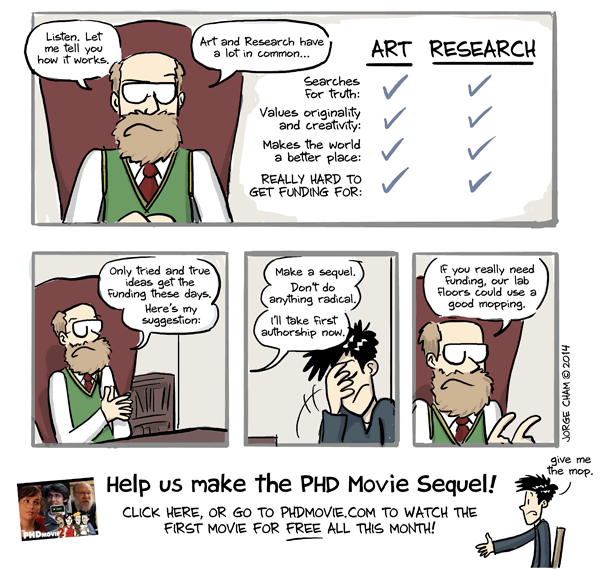 Listen. Let
me tell you
how it works.
Art and Research have
a lot in common...
ART RESEARCH
Searches
for truth:
Values originality
and creativity:
Makes the world
a better place:
REALLY HARD TO
GET FUNDING FOR:
Only tried and true
ideas get the
funding these days.
Here's my
suggestion:
Make a sequel.
Don't do
anything radical.
I'll take first
authorship now.
If you really need
funding, our lab
floors could use a
good mopping.
JORGE CHAM © 2014
PHD MOVIE
Help us make the PHD Movie Sequel!
CLICK HERE, OR GO TO PHDMOVIE.COM TO WATCH THE
FIRST MOVIE FOR FREE ALL THIS MONTH!
give me
the mop.